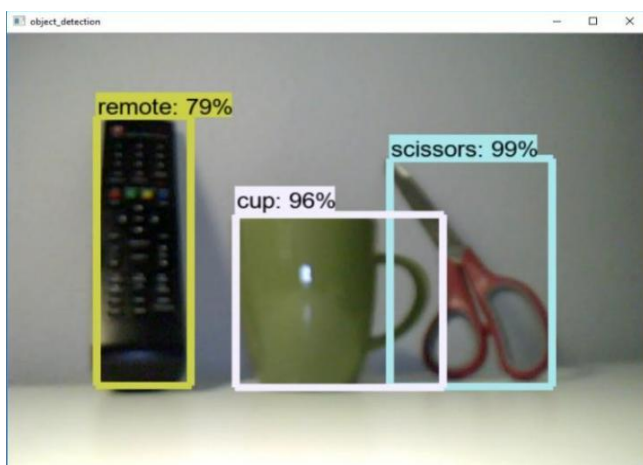 object_detection
remote: 79%
scissors: 99%
cup: 96%